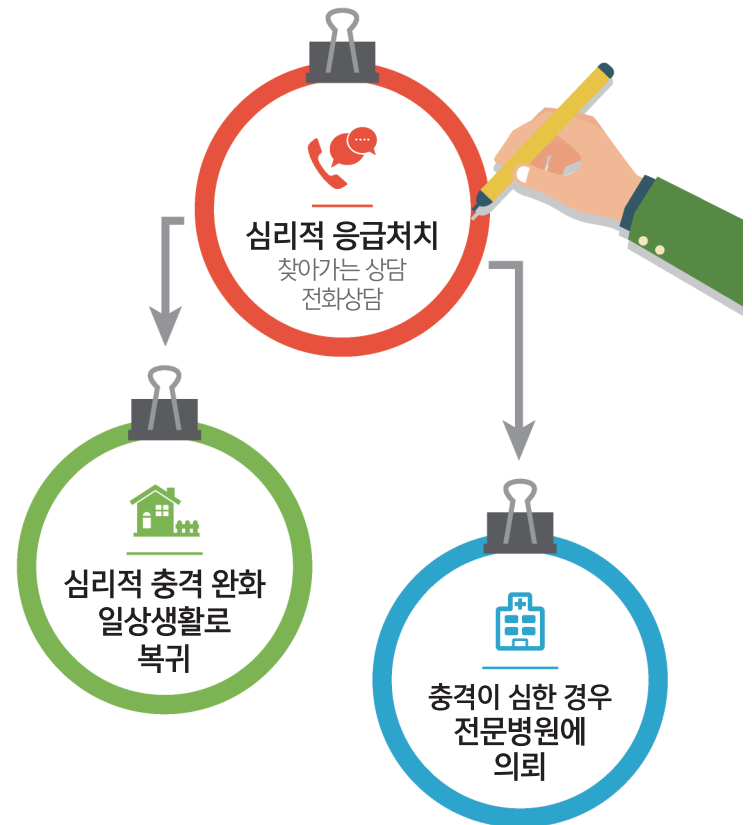 심리적 응급처치
찾아가는 상담
전화상담
심리적 충격 완화
일상생활로
복귀
충격이 심한 경우
전문병원에
의뢰